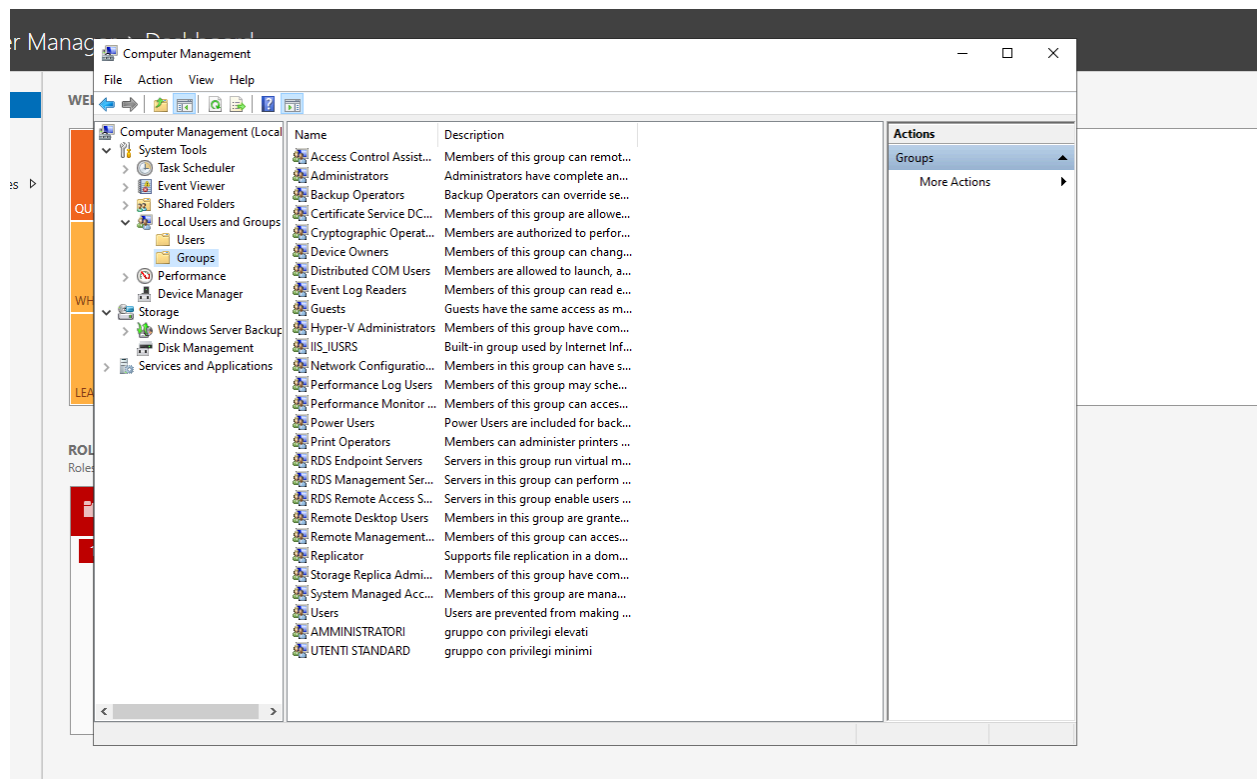 er Manager › Dashboard
Computer Management
File Action View Help
Computer Management (Local
System Tools
Task Scheduler
Event Viewer
Shared Folders
Local Users and Groups
Users
Groups
Performance
Device Manager
Storage
Windows Server Backup
Disk Management
Services and Applications
Name Description
Access Control Assist... Members of this group can remot...
Administrators Administrators have complete an...
Backup Operators Backup Operators can override se...
Certificate Service DC... Members of this group are allowe...
Cryptographic Operat... Members are authorized to perfor...
Device Owners Members of this group can chang...
Distributed COM Users Members are allowed to launch, a...
Event Log Readers Members of this group can read e...
Guests Guests have the same access as m...
Hyper-V Administrators Members of this group have com...
IIS_IUSRS Built-in group used by Internet Inf...
Network Configuratio... Members in this group can have s...
Performance Log Users Members of this group may sche...
Performance Monitor ... Members of this group can acces...
Power Users Power Users are included for back...
Print Operators Members can administer printers ...
RDS Endpoint Servers Servers in this group run virtual m...
RDS Management Ser... Servers in this group can perform ...
RDS Remote Access S... Servers in this group enable users ...
Remote Desktop Users Members in this group are grante...
Remote Management... Members of this group can acces...
Replicator Supports file replication in a dom...
Storage Replica Admi... Members of this group have com...
System Managed Acc... Members of this group are mana...
Users Users are prevented from making ...
AMMINISTRATORI gruppo con privilegi elevati
UTENTI STANDARD gruppo con privilegi minimi
Actions
Groups
More Actions
WEL
es
QU
WH
LEA
ROL
Roles
1